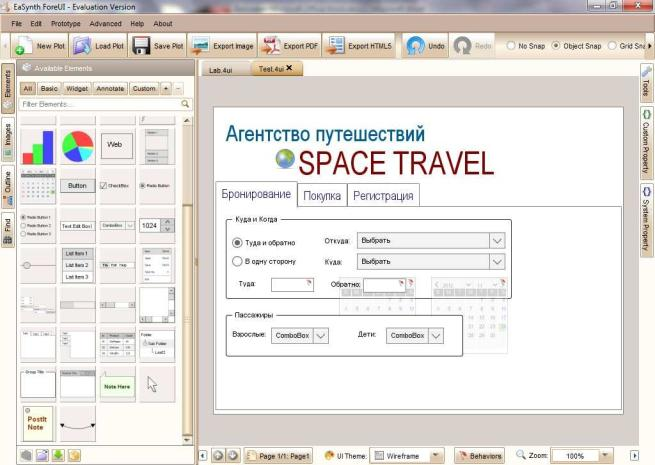 EaSynth ForeUI - Evaluation Version
File Edit Prototype Advanced Help About
New Plot Load Plot Save Plot Export Image Export PDF Export HTML5 Undo Redo No Snap Object Snap Grid Sna
Elements
Images
Outline
Find
Available Elements
All Basic Widget Annotate Custom + -
Filter Elements...
Web
Button CheckBox Radio Button
Radio Button 1
Radio Button 2
Radio Button 3
Text Edit Box ComboBox 1024
List Item 1
List Item 2
List Item 3
Folder
Sub Folder
Leaf1
Group Title
Note Here
PostIt
Note
Lab.4ui Test.4ui
Агентство путешествий
SPACE TRAVEL
Бронирование Покупка Регистрация
Куда и Когда
Туда и обратно Откуда: Выбрать
В одну сторону Куда: Выбрать
Туда: Обратно:
Пассажиры
Взрослые: ComboBox Дети: ComboBox
Tools
Custom Property
System Property
Page 1/1: Page1 UI Theme: Wireframe Behaviors Zoom: 100%